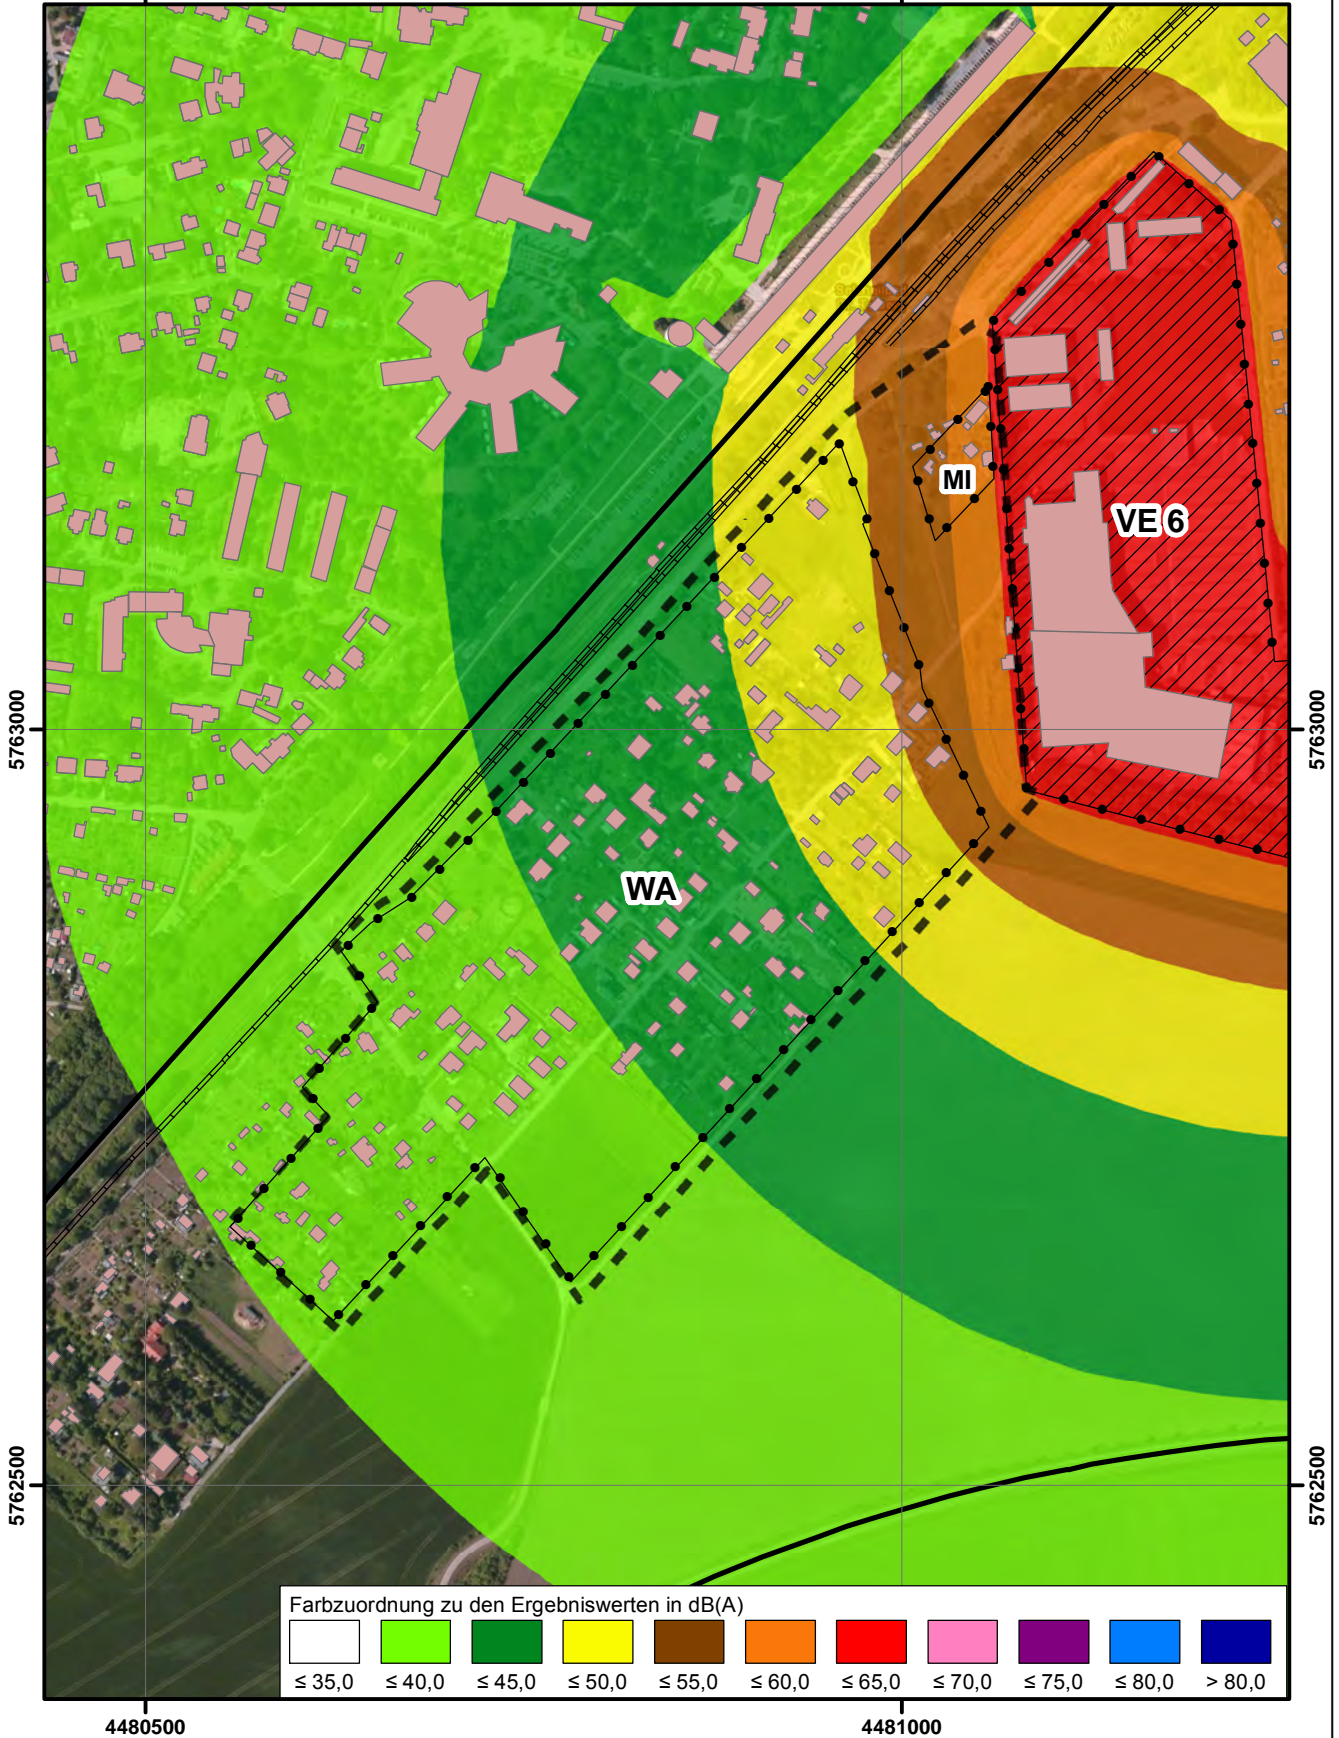 MI
VE 6
5763000
5763000
WA
5762500
5762500
Farbzuordnung zu den Ergebniswerten in dB(A)
≤ 35,0 ≤ 40,0 ≤ 45,0 ≤ 50,0 ≤ 55,0 ≤ 60,0 ≤ 65,0 ≤ 70,0 ≤ 75,0 ≤ 80,0 > 80,0
4480500
4481000